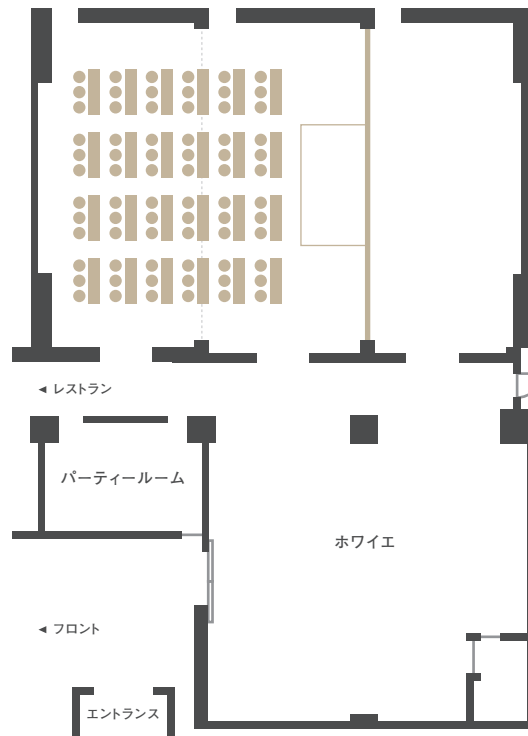 ◀ レストラン
パーティールーム
ホワイエ
◀ フロント
エントランス